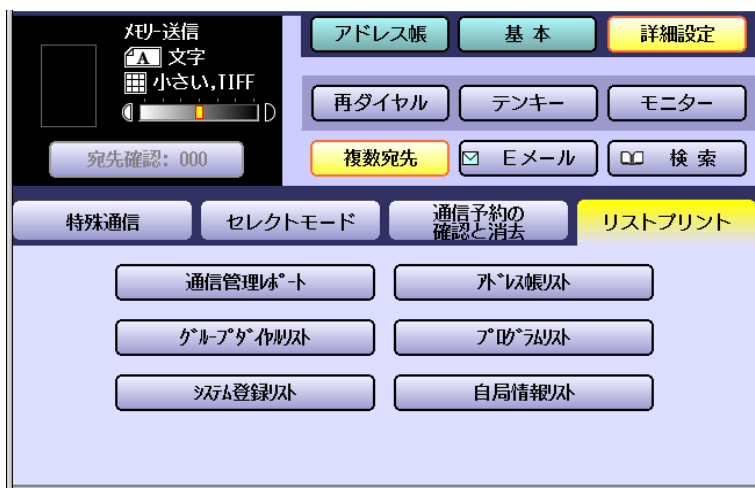 ﾒﾓﾘｰ送信
A 文字
小さい,TIFF
宛先確認: 000
アドレス帳
基 本
詳細設定
再ダイヤル
テンキー
モニター
複数宛先
Ｅメール
検 索
特殊通信
セレクトモード
通信予約の
確認と消去
リストプリント
通信管理ﾚﾎﾟｰﾄ
ｱﾄﾞﾚｽ帳ﾘｽﾄ
ｸﾞﾙｰﾌﾟﾀﾞｲﾔﾙﾘｽﾄ
ﾌﾟﾛｸﾞﾗﾑﾘｽﾄ
ｼｽﾃﾑ登録ﾘｽﾄ
自局情報ﾘｽﾄ